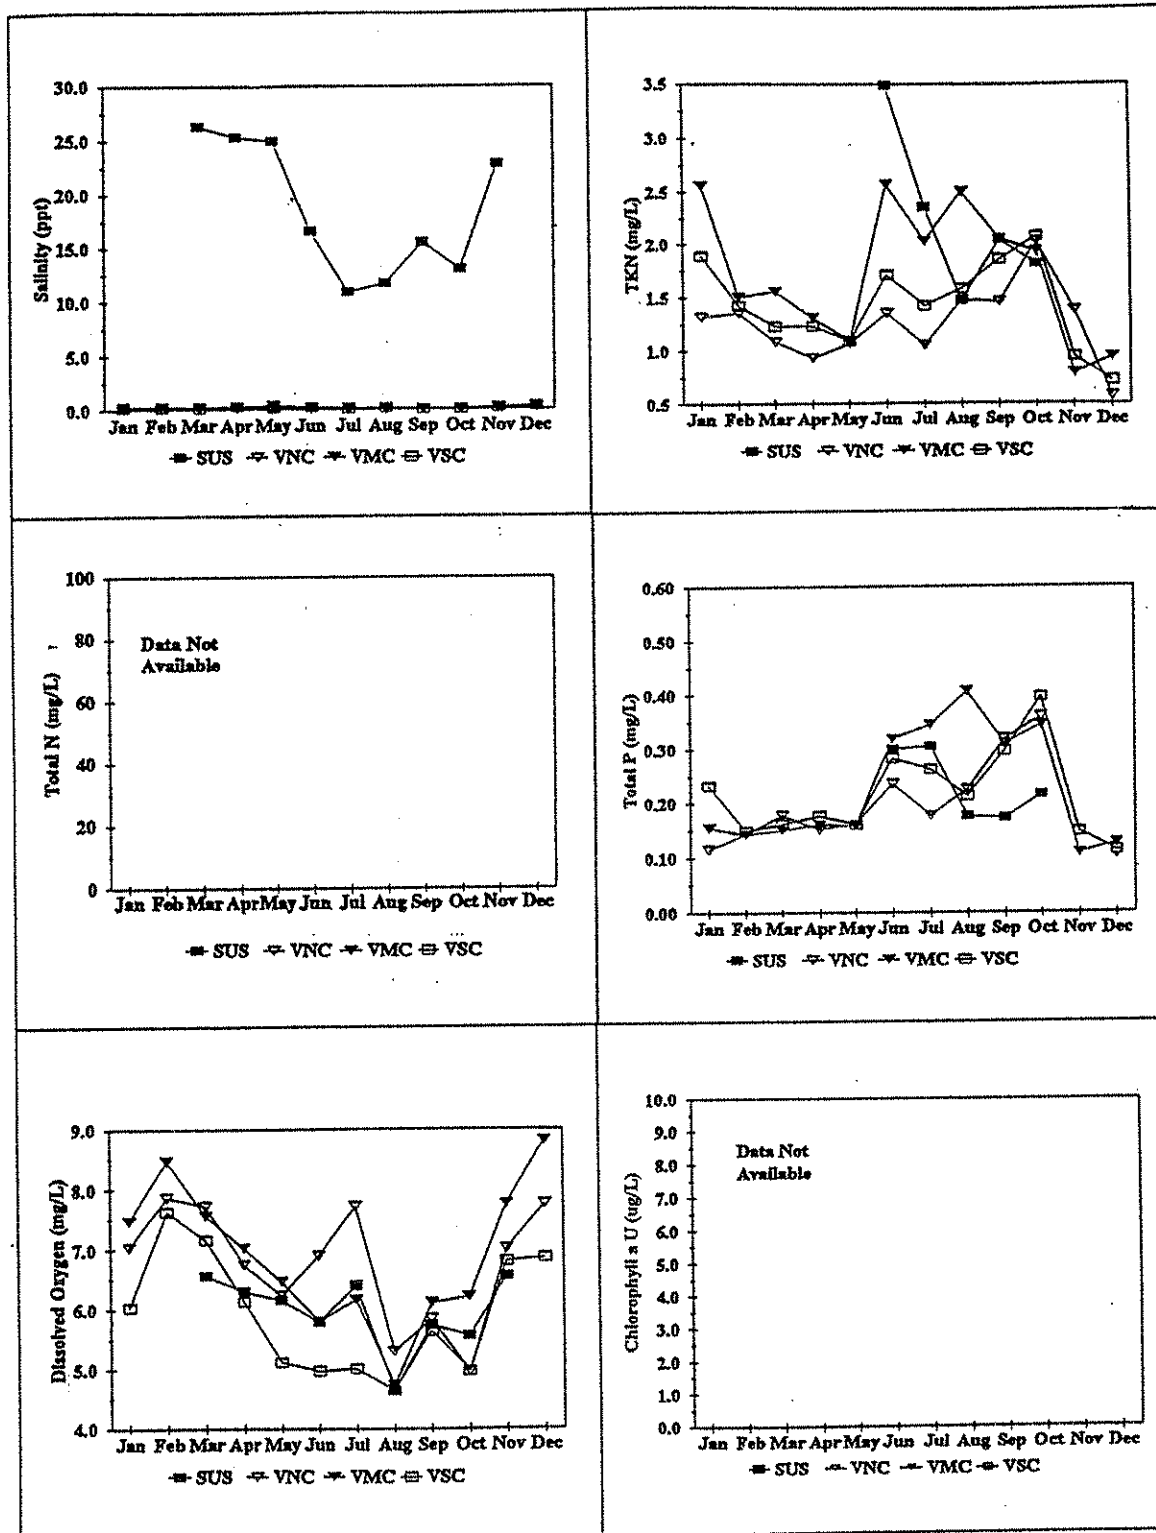 30.0
25.0
20.0
15.0
10.0
5.0
0.0
Salinity (ppt)
Jan Feb Mar Apr May Jun Jul Aug Sep Oct Nov Dec
SUS VNC VMC VSC
3.5
3.0
2.5
2.0
1.5
1.0
0.5
TKN (mg/L)
Jan Feb Mar Apr May Jun Jul Aug Sep Oct Nov Dec
SUS VNC VMC VSC
100
80
60
40
20
0
Total N (mg/L)
Data Not
Available
Jan Feb Mar Apr May Jun Jul Aug Sep Oct Nov Dec
SUS VNC VMC VSC
0.60
0.50
0.40
0.30
0.20
0.10
0.00
Total P (mg/L)
Jan Feb Mar Apr May Jun Jul Aug Sep Oct Nov Dec
SUS VNC VMC VSC
9.0
8.0
7.0
6.0
5.0
4.0
Dissolved Oxygen (mg/L)
Jan Feb Mar Apr May Jun Jul Aug Sep Oct Nov Dec
SUS VNC VMC VSC
10.0
9.0
8.0
7.0
6.0
5.0
4.0
3.0
2.0
1.0
0.0
Chlorophyll a U (ug/L)
Data Not
Available
Jan Feb Mar Apr May Jun Jul Aug Sep Oct Nov Dec
SUS VNC VMC VSC